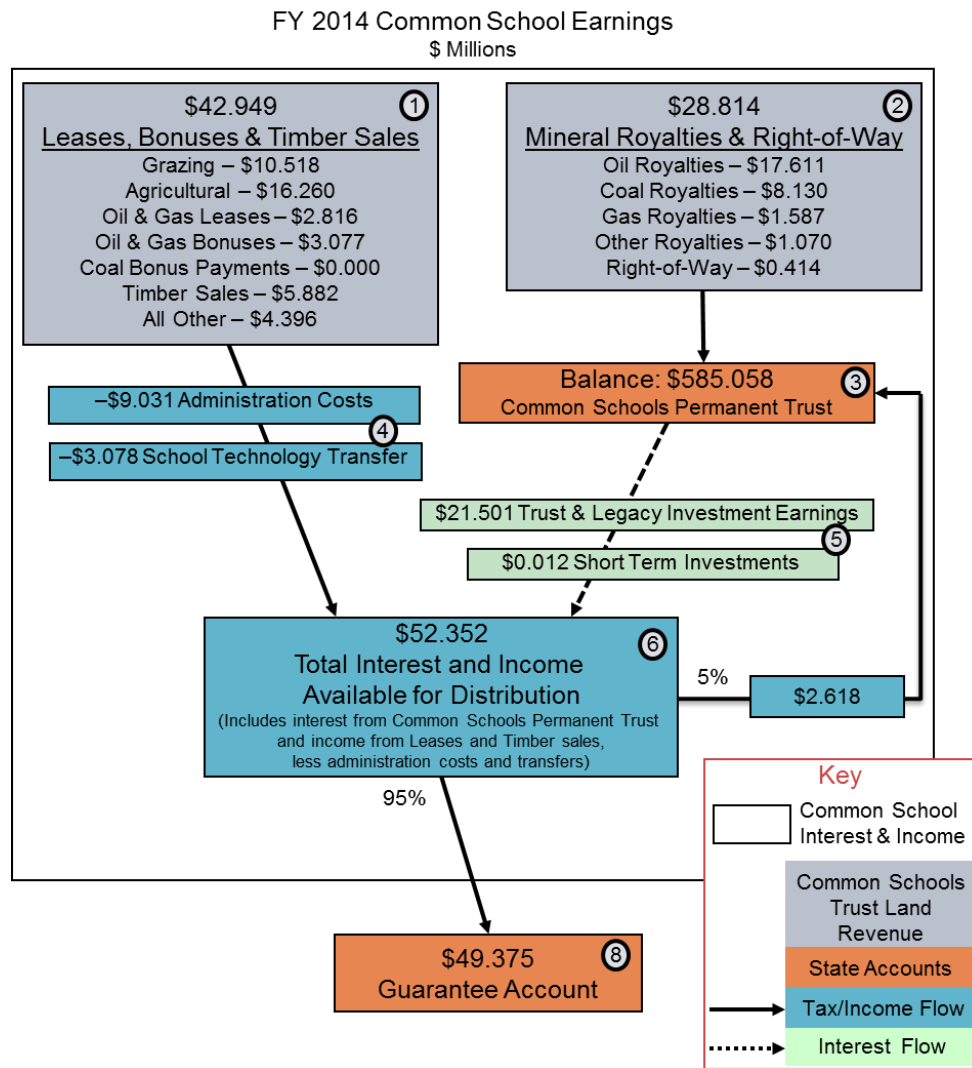 FY 2014 Common School Earnings
$ Millions
$42.949
1
Leases, Bonuses & Timber Sales
Grazing – $10.518
Agricultural – $16.260
Oil & Gas Leases – $2.816
Oil & Gas Bonuses – $3.077
Coal Bonus Payments – $0.000
Timber Sales – $5.882
All Other – $4.396
$28.814
2
Mineral Royalties & Right-of-Way
Oil Royalties – $17.611
Coal Royalties – $8.130
Gas Royalties – $1.587
Other Royalties – $1.070
Right-of-Way – $0.414
Balance: $585.058
3
Common Schools Permanent Trust
–$9.031 Administration Costs
4
–$3.078 School Technology Transfer
$21.501 Trust & Legacy Investment Earnings
5
$0.012 Short Term Investments
$52.352
6
Total Interest and Income
Available for Distribution
(Includes interest from Common Schools Permanent Trust
and income from Leases and Timber sales,
less administration costs and transfers)
5%
$2.618
95%
$49.375
8
Guarantee Account
Key
Common School
Interest & Income
Common Schools
Trust Land
Revenue
State Accounts
Tax/Income Flow
Interest Flow